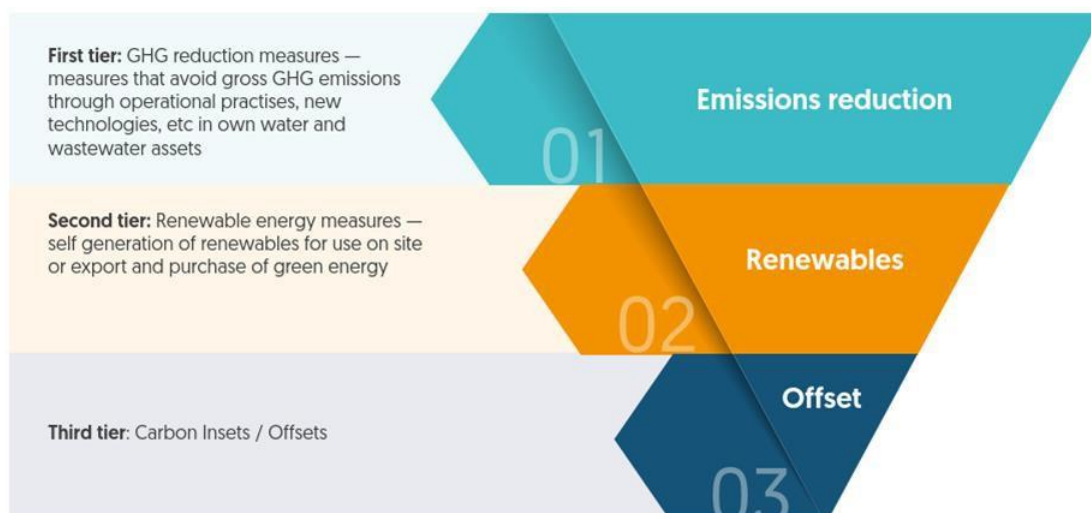 First tier: GHG reduction measures —
measures that avoid gross GHG emissions
through operational practises, new
technologies, etc in own water and
wastewater assets
01
Emissions reduction
Second tier: Renewable energy measures —
self generation of renewables for use on site
or export and purchase of green energy
02
Renewables
Third tier: Carbon Insets / Offsets
03
Offset